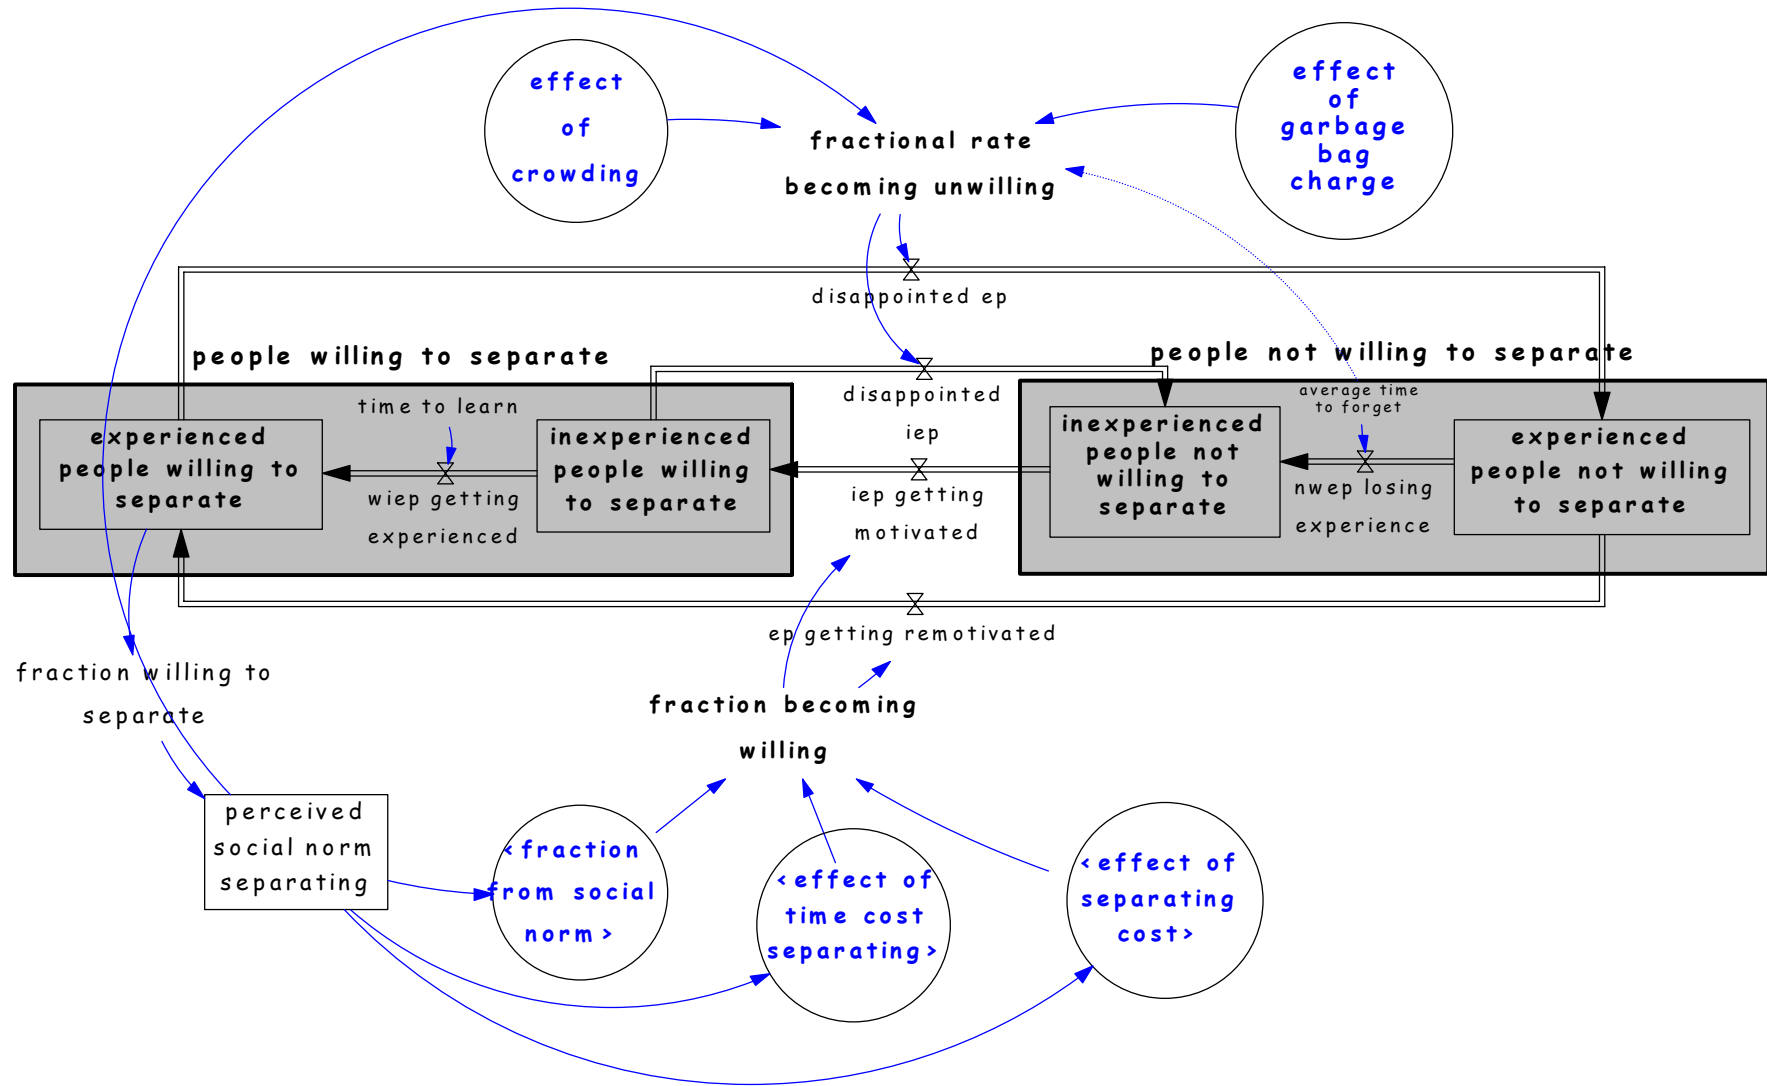 effect
of
crowding
effect
of
garbage
bag
charge
fractional rate
becoming unwilling
disappointed ep
people willing to separate
people not willing to separate
time to learn
experienced
people willing to
separate
wiep getting
experienced
inexperienced
people willing
to separate
disappointed
iep
iep getting
motivated
inexperienced
people not
willing to
separate
average time
to forget
nwep losing
experience
experienced
people not willing
to separate
ep getting remotivated
fraction willing to
separate
fraction becoming
willing
perceived
social norm
separating
<fraction
from social
norm>
<effect of
time cost
separating>
<effect of
separating
cost>